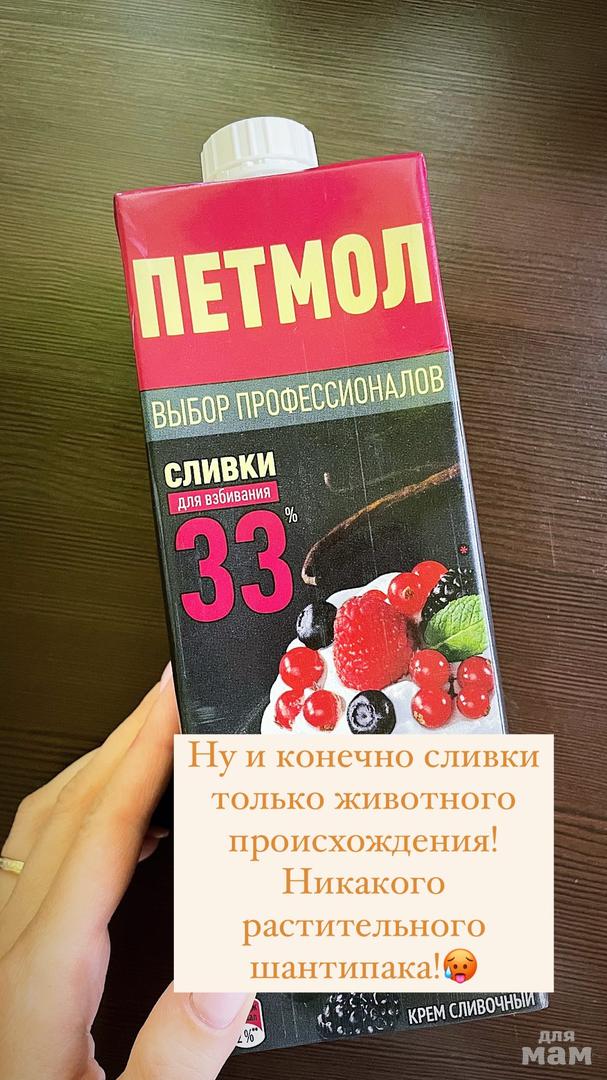 ПЕТМОЛ
ВЫБОР ПРОФЕССИОНАЛОВ
СЛИВКИ
для взбивания
33%
*
Ну и конечно сливки
только животного
происхождения!
Никакого
растительного
шантипака!🥵
КРЕМ СЛИВОЧНЫЙ
для
мам